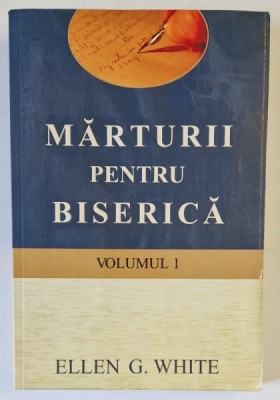 MĂRTURII
PENTRU
BISERICĂ
VOLUMUL 1
ELLEN G. WHITE